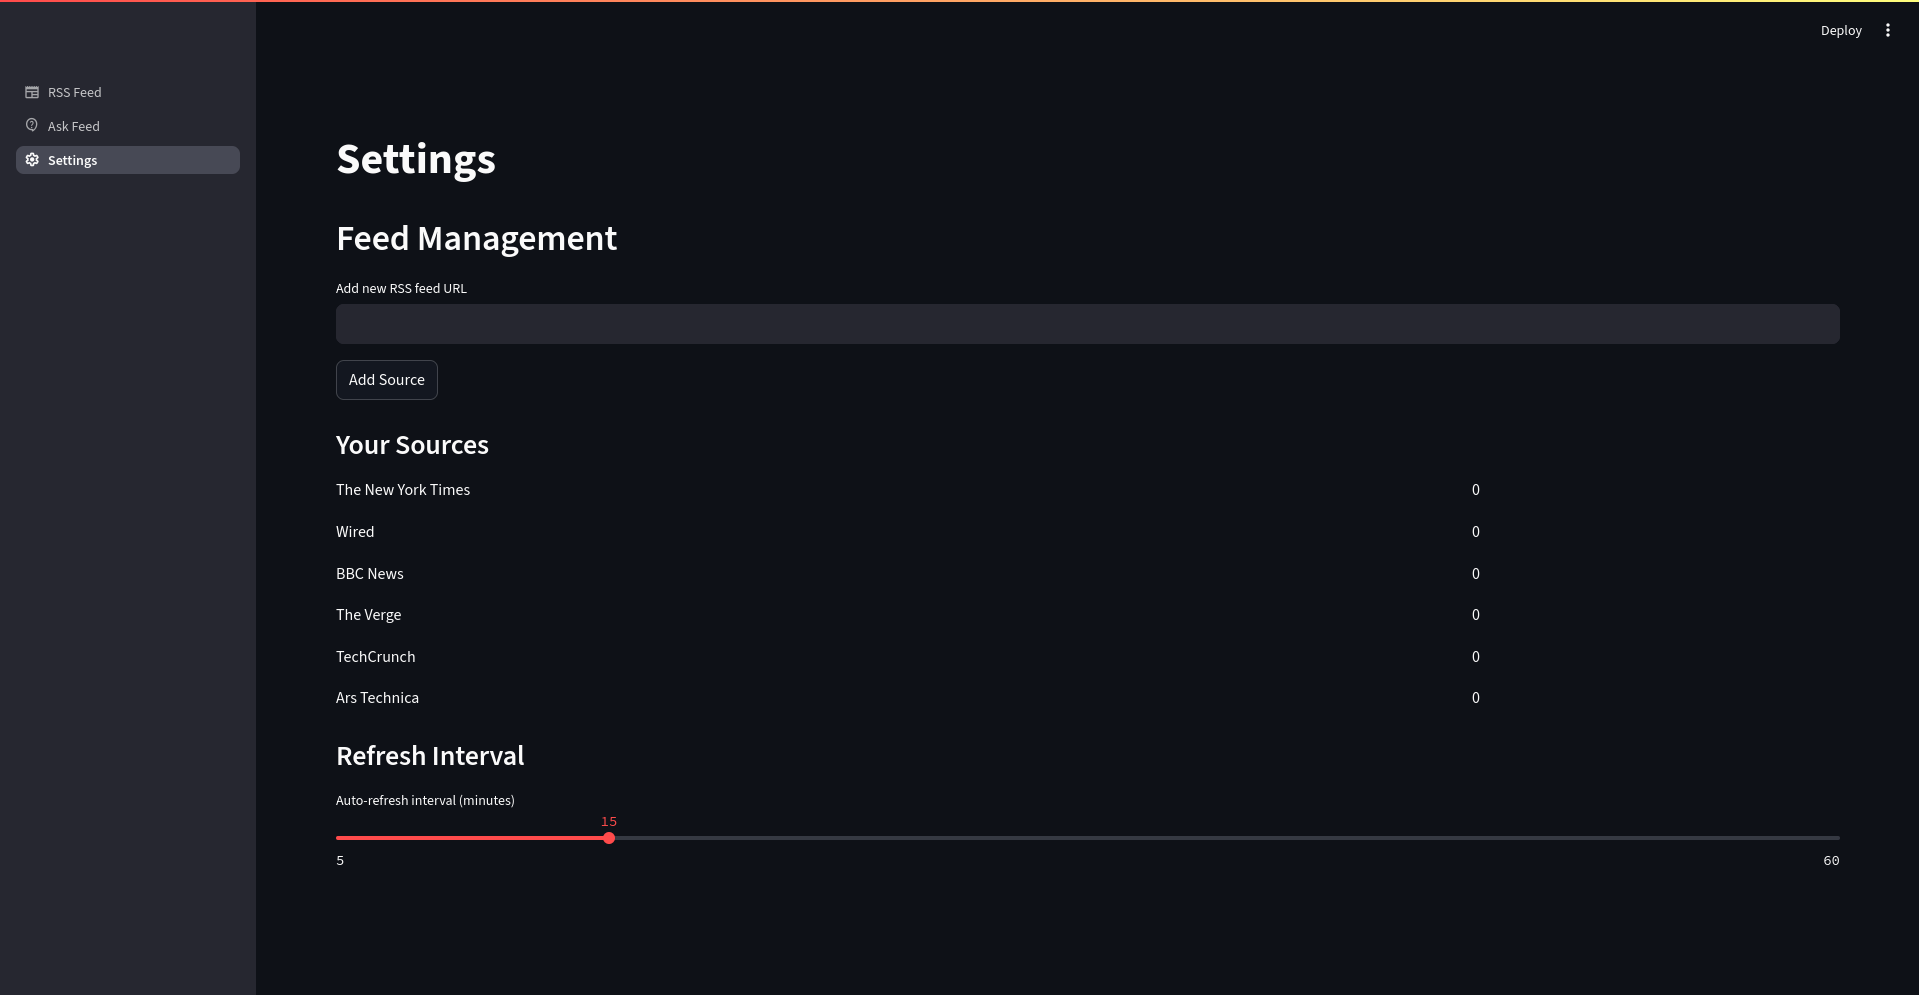 Deploy
RSS Feed
Ask Feed
Settings
Settings
Feed Management
Add new RSS feed URL
Add Source
Your Sources
The New York Times 0
Wired 0
BBC News 0
The Verge 0
TechCrunch 0
Ars Technica 0
Refresh Interval
Auto-refresh interval (minutes)
15
5 60